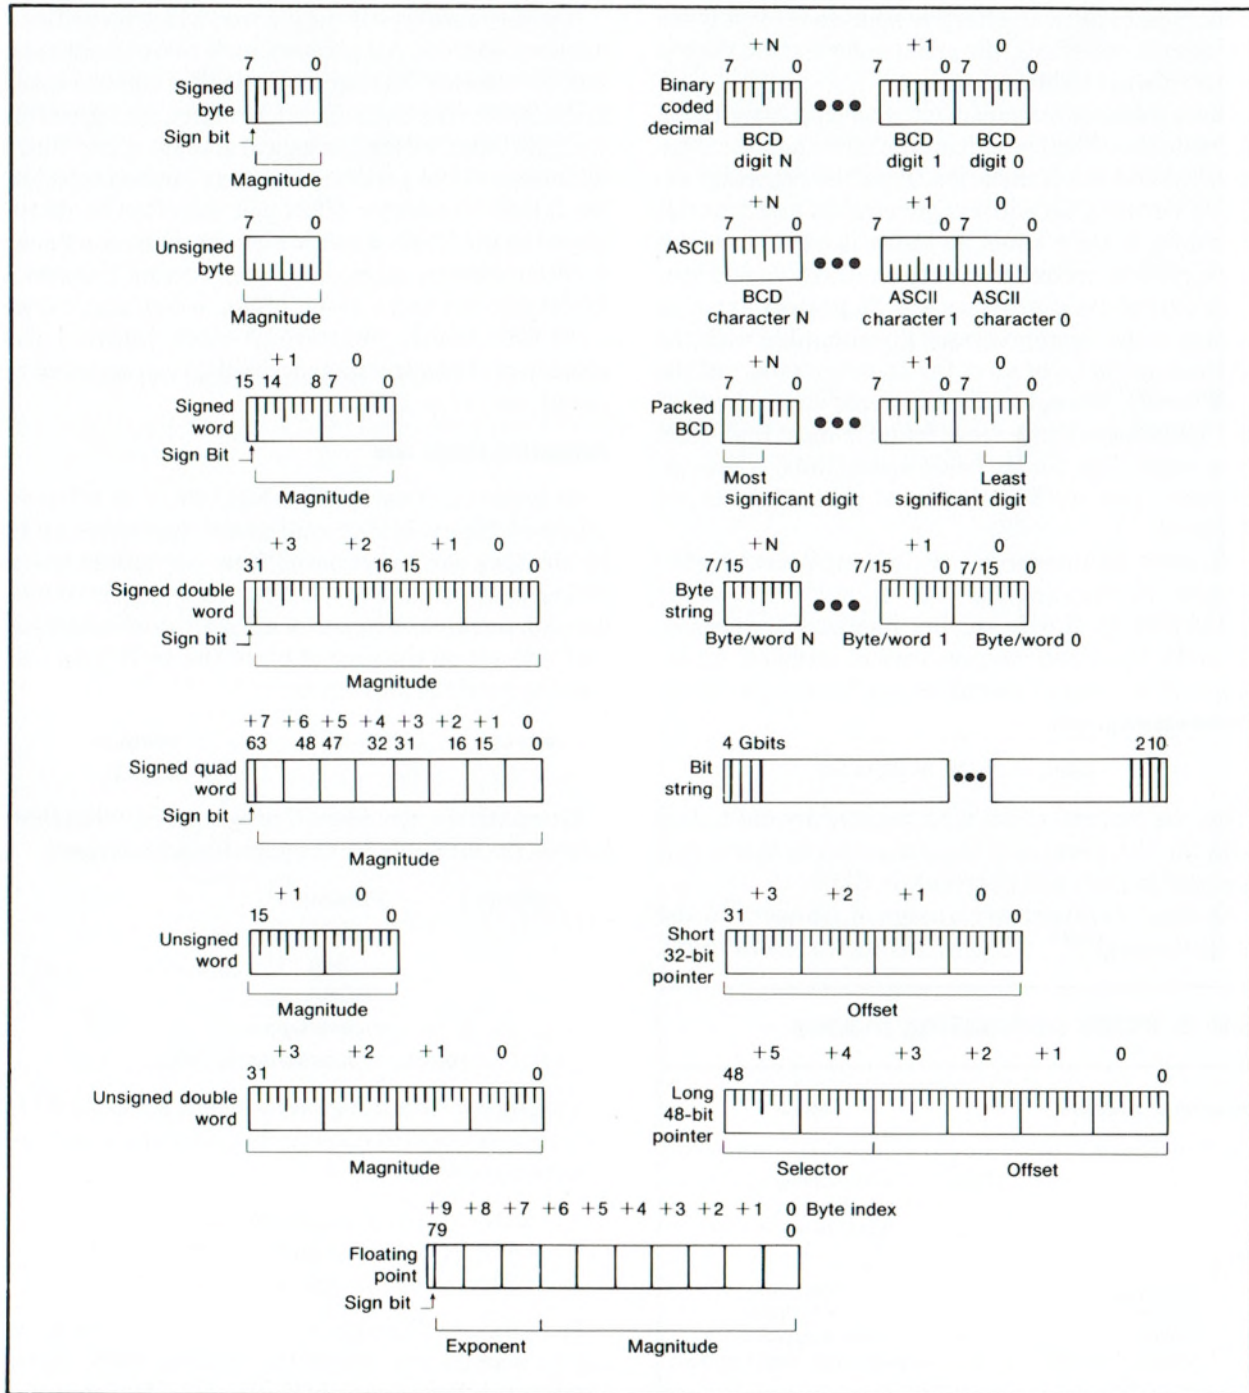 7 0
Signed
byte
Sign bit
Magnitude
7 0
Unsigned
byte
Magnitude
+1 0
15 14 8 7 0
Signed
word
Sign Bit
Magnitude
+3 +2 +1 0
31 16 15 0
Signed double
word
Sign bit
Magnitude
+7 +6 +5 +4 +3 +2 +1 0
63 48 47 32 31 16 15 0
Signed quad
word
Sign bit
Magnitude
+1 0
15 0
Unsigned
word
Magnitude
+3 +2 +1 0
31 0
Unsigned double
word
Magnitude
+N +1 0
7 0 7 0 7 0
Binary
coded
decimal
BCD BCD BCD
digit N digit 1 digit 0
+N +1 0
7 0 7 0 7 0
ASCII
BCD ASCII ASCII
character N character 1 character 0
+N +1 0
7 0 7 0 7 0
Packed
BCD
Most Least
significant digit significant digit
+N +1 0
7/15 0 7/15 0 7/15 0
Byte
string
Byte/word N Byte/word 1 Byte/word 0
4 Gbits 210
Bit
string
+3 +2 +1 0
31 0
Short
32-bit
pointer
Offset
+5 +4 +3 +2 +1 0
48 0
Long
48-bit
pointer
Selector Offset
+9 +8 +7 +6 +5 +4 +3 +2 +1 0 Byte index
79 0
Floating
point
Sign bit
Exponent Magnitude